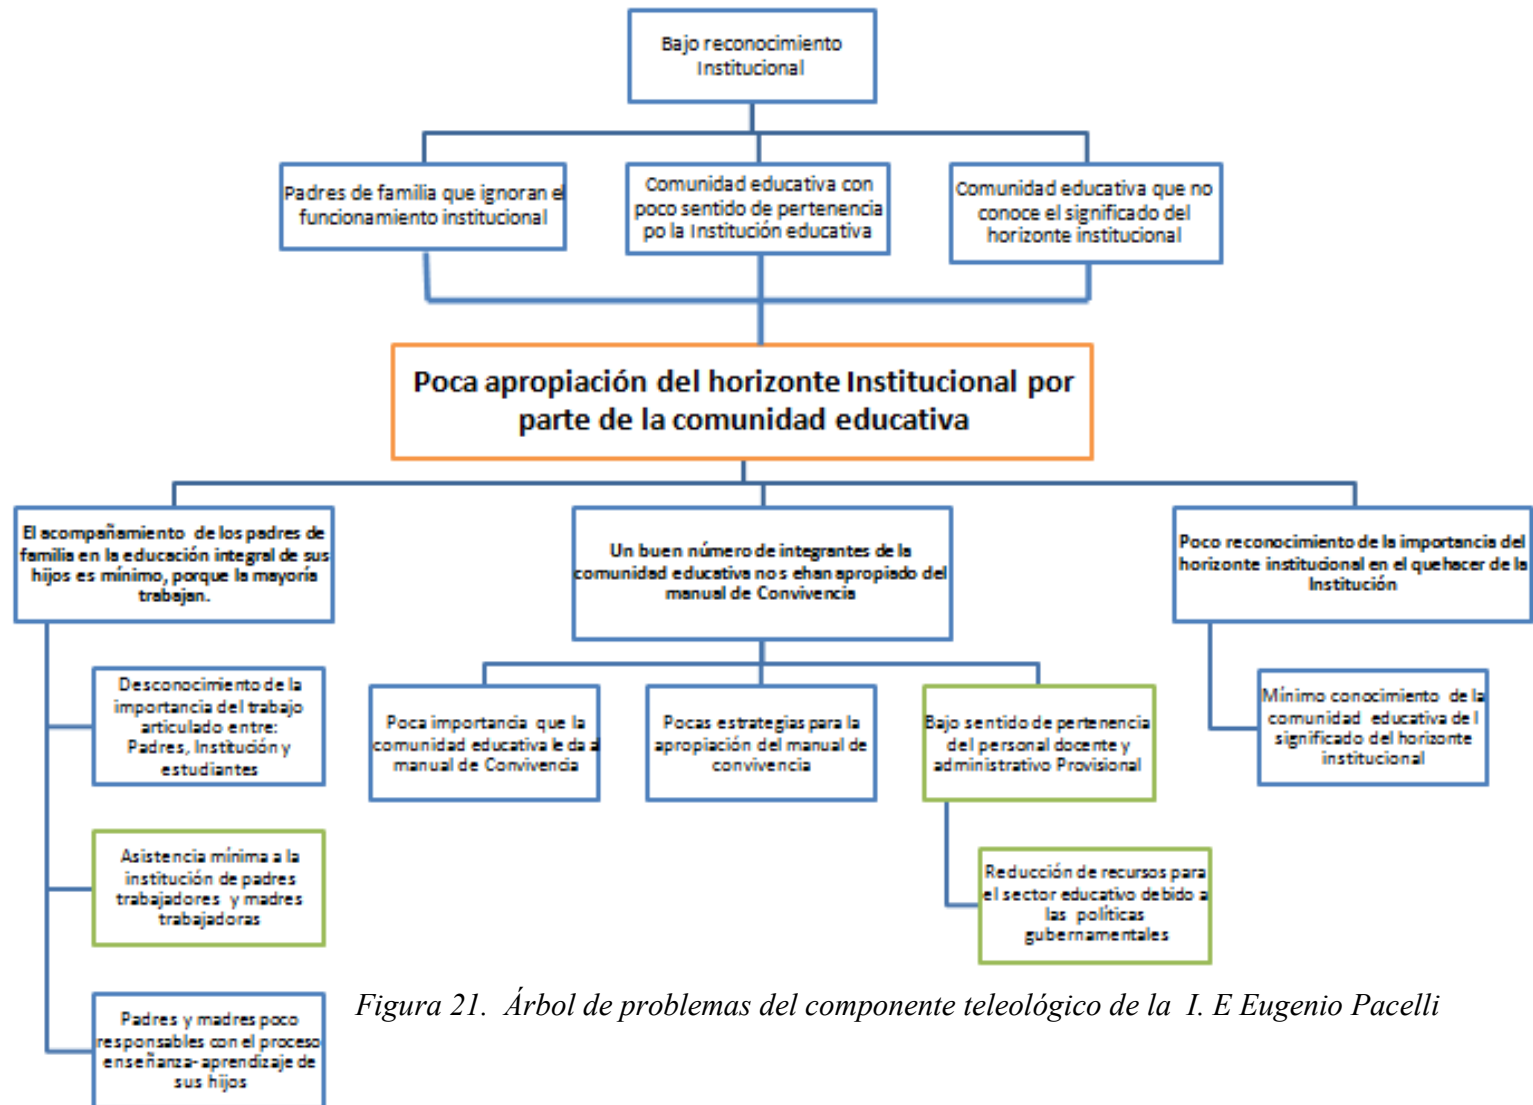 Bajo reconocimiento
Institucional
Padres de familia que ignoran el
funcionamiento institucional
Comunidad educativa con
poco sentido de pertenencia
po la Institución educativa
Comunidad educativa que no
conoce el significado del
horizonte institucional
Poca apropiación del horizonte Institucional por
parte de la comunidad educativa
El acompañamiento de los padres de
familia en la educación integral de sus
hijos es mínimo, porque la mayoría
trabajan.
Un buen número de integrantes de la
comunidad educativa no s ehan apropiado del
manual de Convivencia
Poco reconocimiento de la importancia del
horizonte institucional en el quehacer de la
Institución
Desconocimiento de la
importancia del trabajo
articulado entre:
Padres, Institución y
estudiantes
Poca importancia que la
comunidad educativa le da al
manual de Convivencia
Pocas estrategias para la
apropiación del manual de
convivencia
Bajo sentido de pertenencia
del personal docente y
administrativo Provisional
Mínimo conocimiento de la
comunidad educativa de l
significado del horizonte
institucional
Asistencia mínima a la
institución de padres
trabajadores y madres
trabajadoras
Reducción de recursos para
el sector educativo debido a
las políticas
gubernamentales
Padres y madres poco
responsables con el proceso
enseñanza- aprendizaje de
sus hijos
Figura 21. Árbol de problemas del componente teleológico de la I. E Eugenio Pacelli